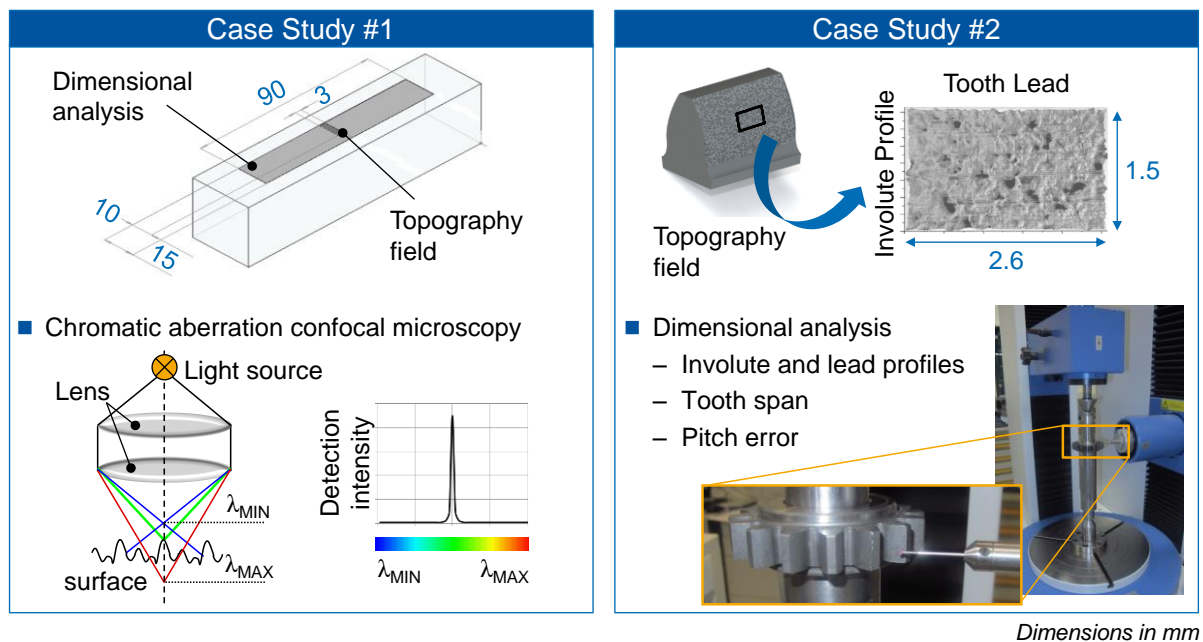 Case Study #1
Dimensional
analysis
90
3
10
15
Topography
field
■ Chromatic aberration confocal microscopy
Light source
Lens
λMIN
λMAX
surface
Detection
intensity
λMIN
λMAX
Case Study #2
Topography
field
Tooth Lead
Involute Profile
1.5
2.6
■ Dimensional analysis
– Involute and lead profiles
– Tooth span
– Pitch error
Dimensions in mm